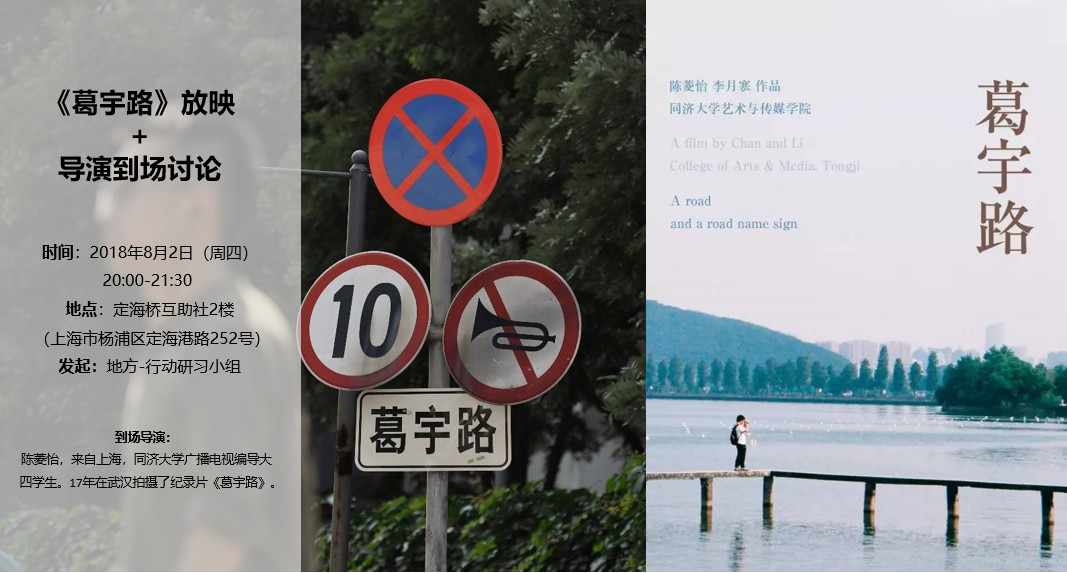 《葛宇路》放映
+
导演到场讨论
时间：2018年8月2日（周四）
20:00-21:30
地点：定海桥互助社2楼
（上海市杨浦区定海港路252号）
发起：地方-行动研习小组
到场导演：
陈菱怡，来自上海，同济大学广播电视编导大
四学生。17年在武汉拍摄了纪录片《葛宇路》。
10
葛宇路
陈菱怡 李月寒 作品
同济大学艺术与传媒学院
A film by Chan and Li
College of Arts & Media, Tongji
A road
and a road name sign
葛宇路